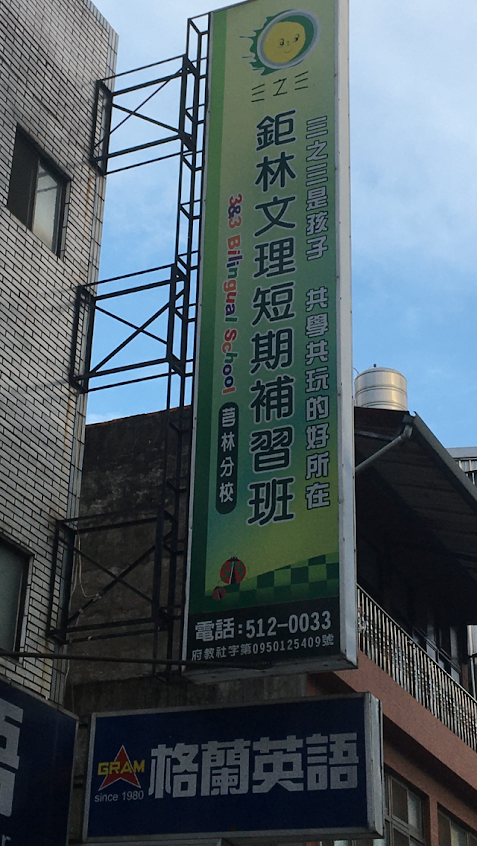 三之三
三之三是孩子 共學共玩的好所在
鉅林文理短期補習班
3&3 Bilingual School
芎林分校
電話:512-0033
府教社字第0950125409號
GRAM
since 1980
格蘭英語
語